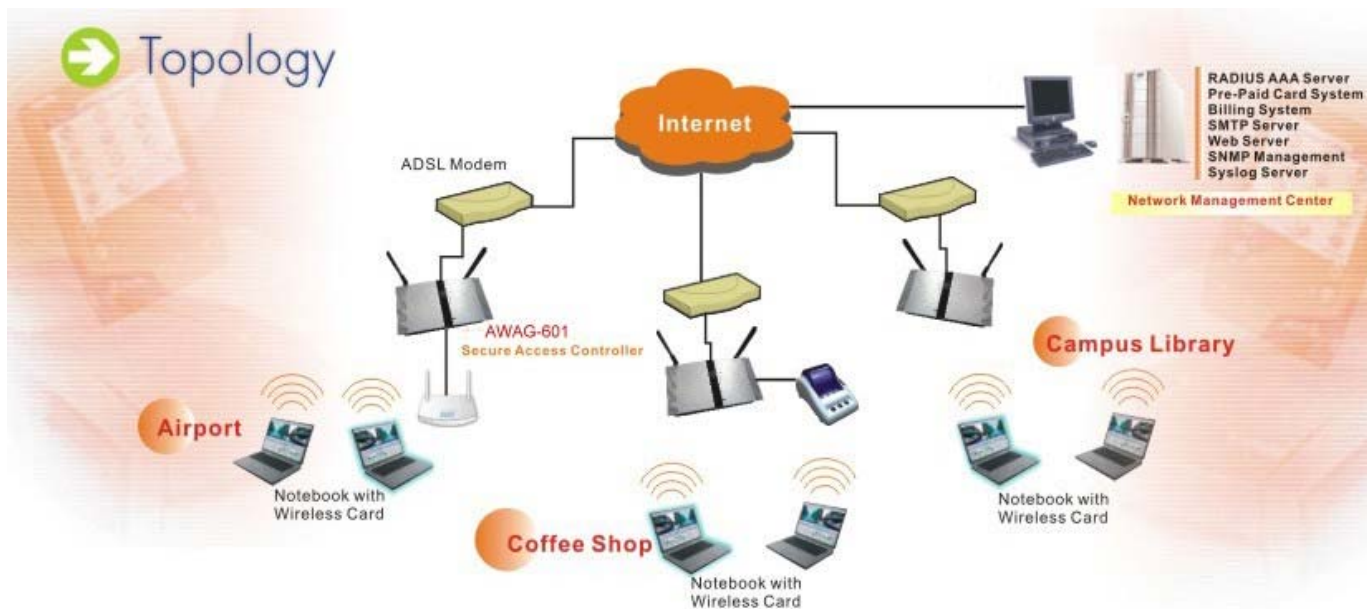 Topology
Internet
RADIUS AAA Server
Pre-Paid Card System
Billing System
SMTP Server
Web Server
SNMP Management
Syslog Server
Network Management Center
ADSL Modem
AWAG-601
Secure Access Controller
Campus Library
Airport
Notebook with
Wireless Card
Coffee Shop
Notebook with
Wireless Card
Notebook with
Wireless Card